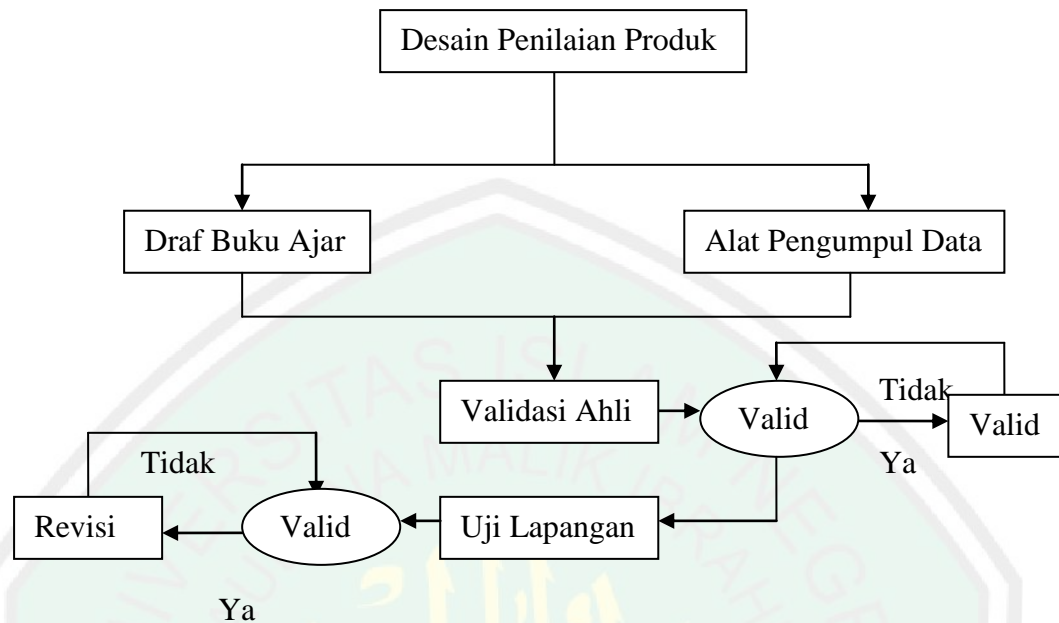 Desain Penilaian Produk
Draf Buku Ajar
Alat Pengumpul Data
Tidak
Validasi Ahli
Valid
Valid
Ya
Tidak
Revisi
Valid
Uji Lapangan
Ya